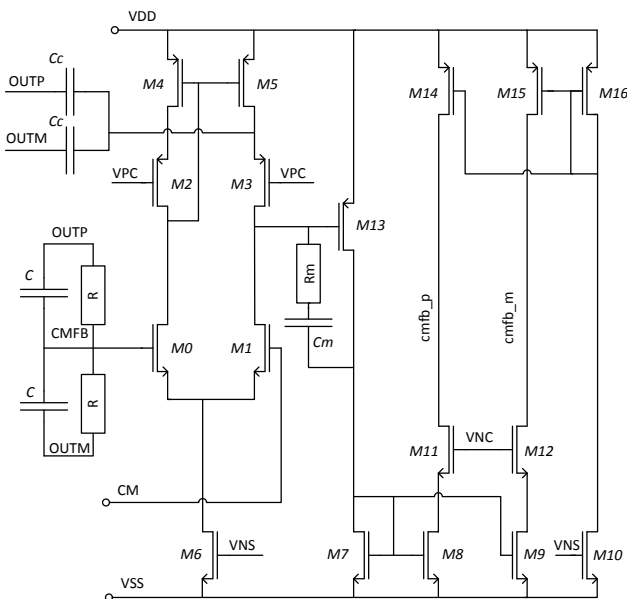 VDD
Cc
OUTP
M4
M5
M14
M15
M16
Cc
OUTM
VPC
M2
M3
VPC
M13
OUTP
C
R
Rm
CMFB
M0
M1
Cm
cmfb_p
cmfb_m
C
R
OUTM
M11
VNC
M12
CM
M6
VNS
M7
M8
M9
VNS
M10
VSS